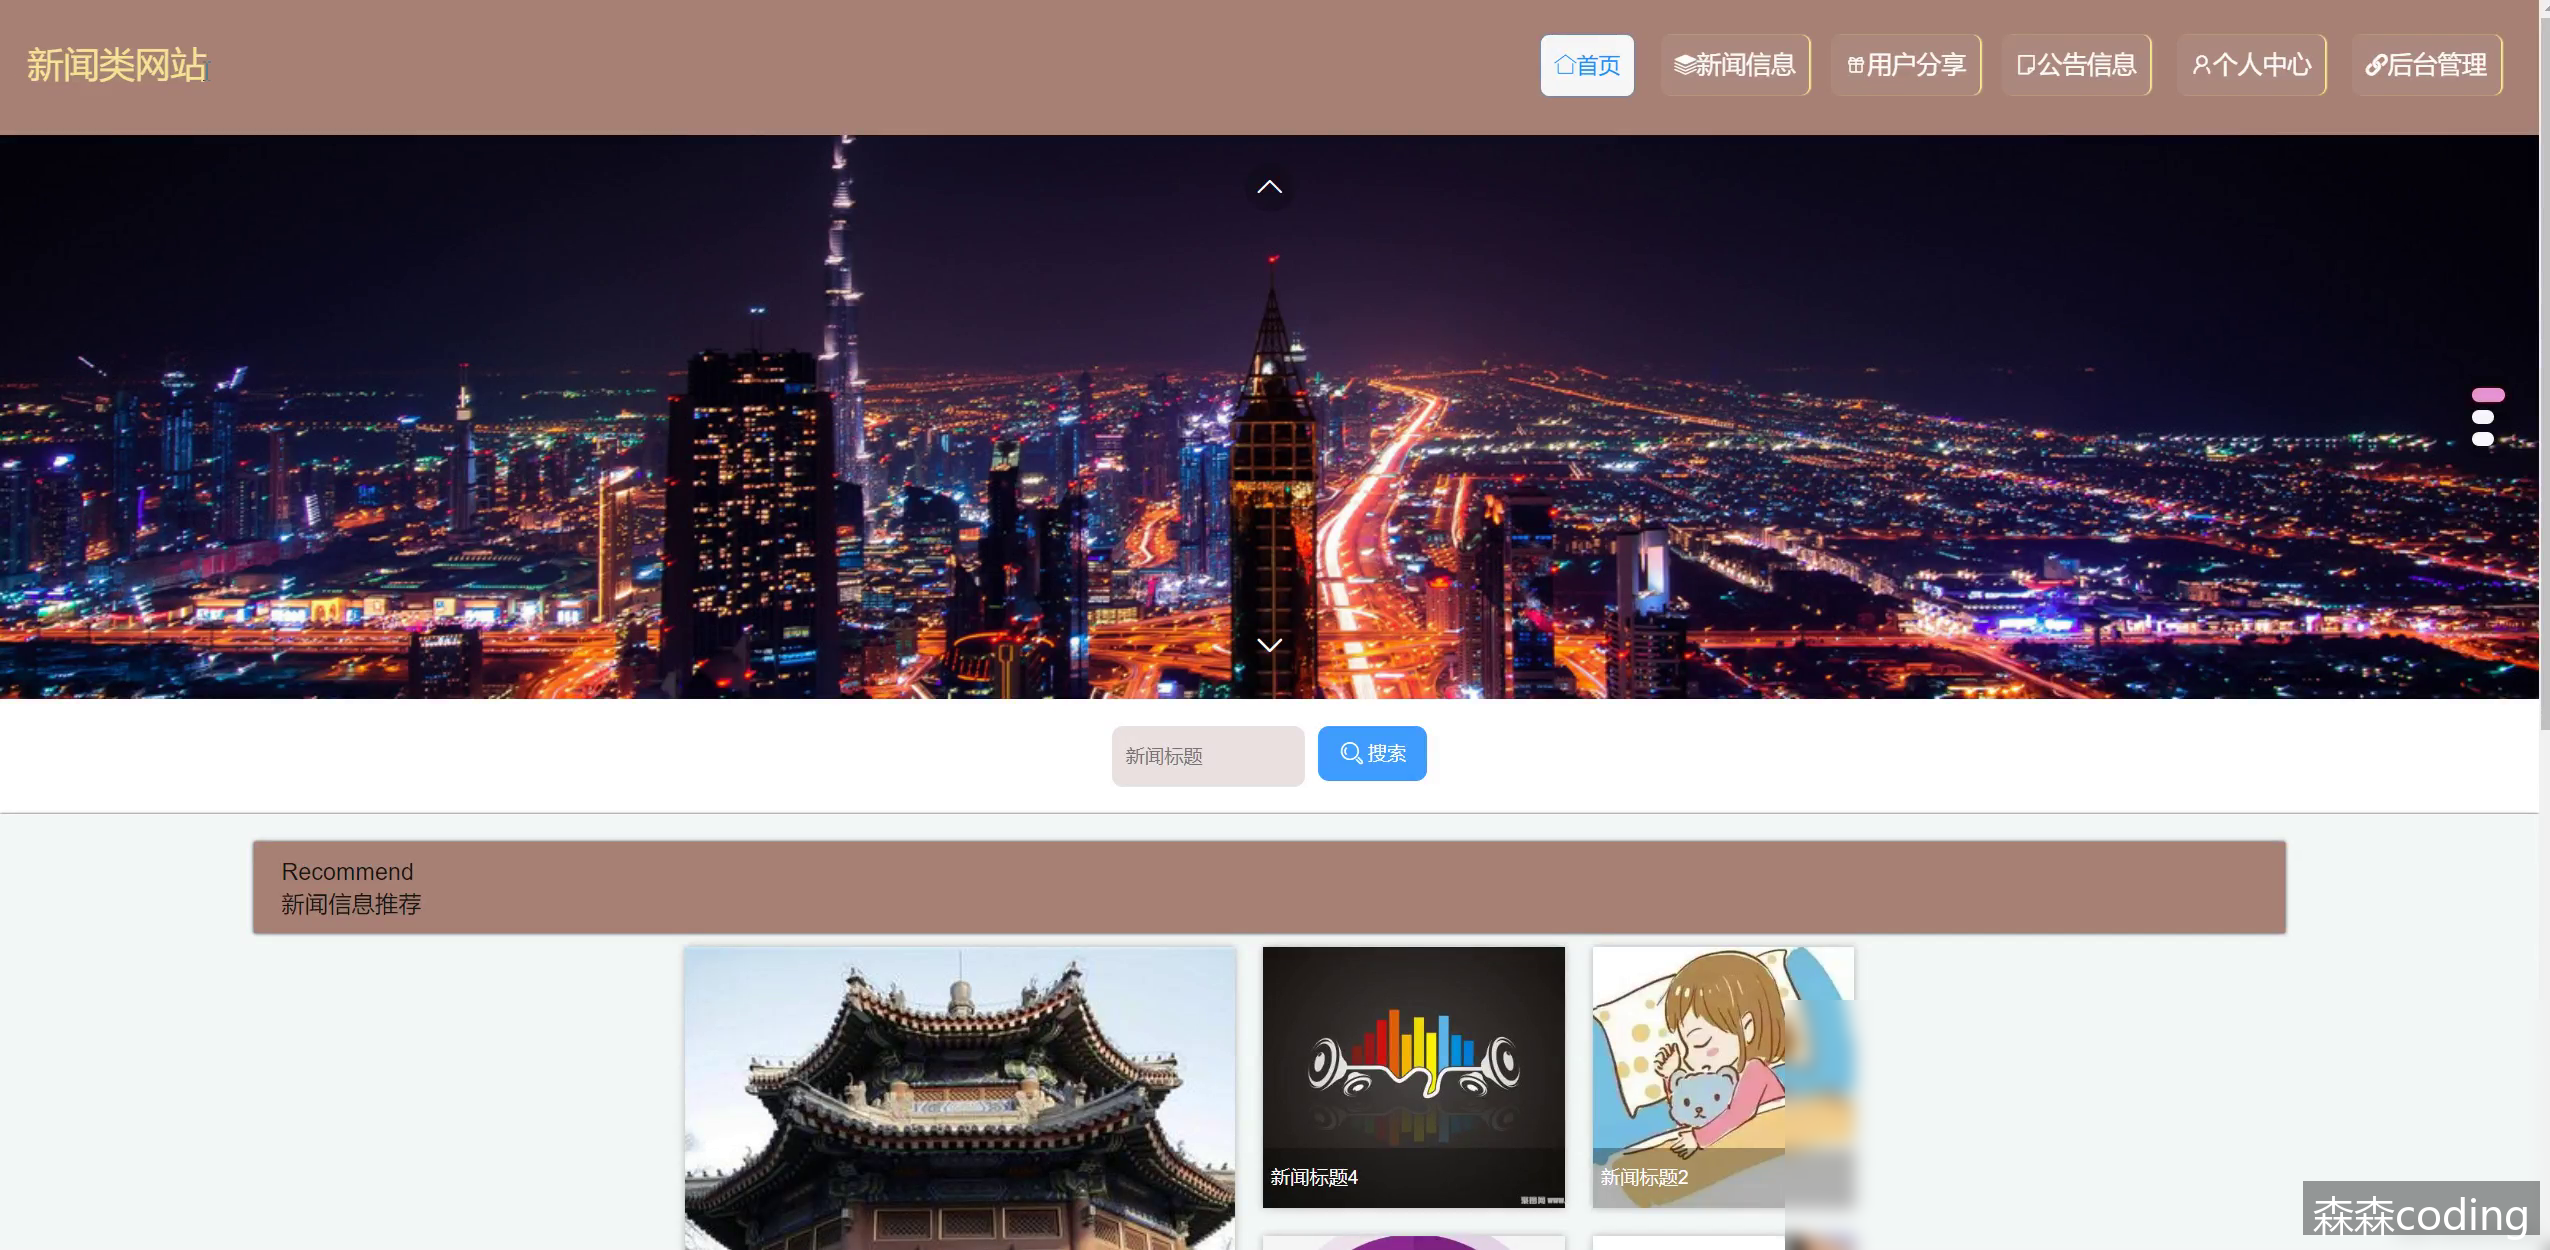 新闻类网站
首页
新闻信息
用户分享
公告信息
个人中心
后台管理
新闻标题
搜索
Recommend
新闻信息推荐
新闻标题4
新闻标题2
森森coding